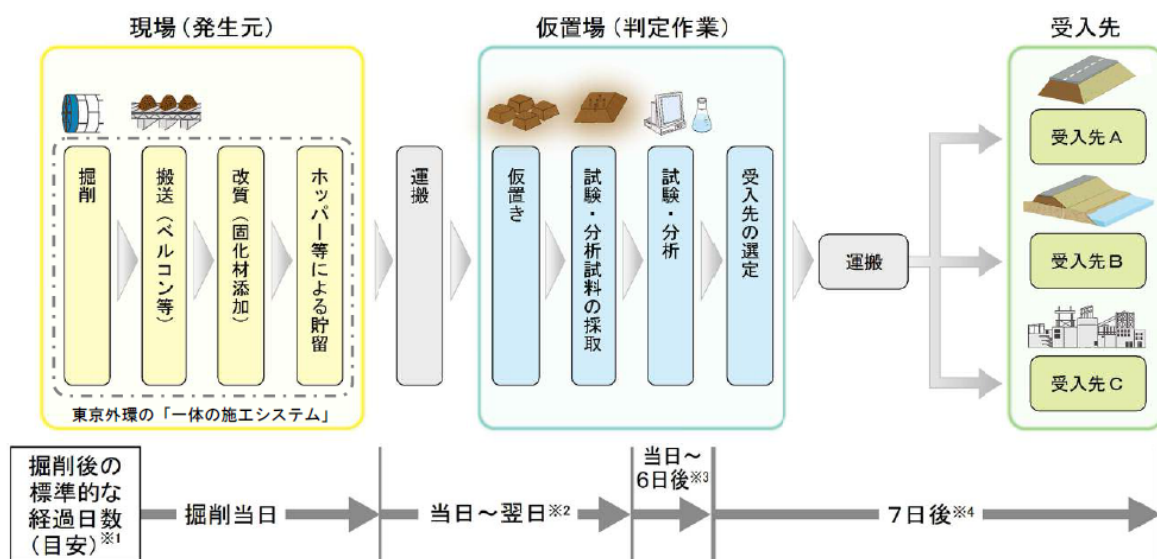 現場（発生元）
仮置場（判定作業）
受入先
掘削
搬送（ベルコン等）
改質（固化材添加）
ホッパー等による貯留
運搬
仮置き
試験・分析試料の採取
試験・分析
受入先の選定
運搬
受入先A
受入先B
受入先C
東京外環の「一体の施工システム」
掘削後の
標準的な
経過日数
（目安）※1
掘削当日
当日～翌日※2
当日～
6日後※3
7日後※4